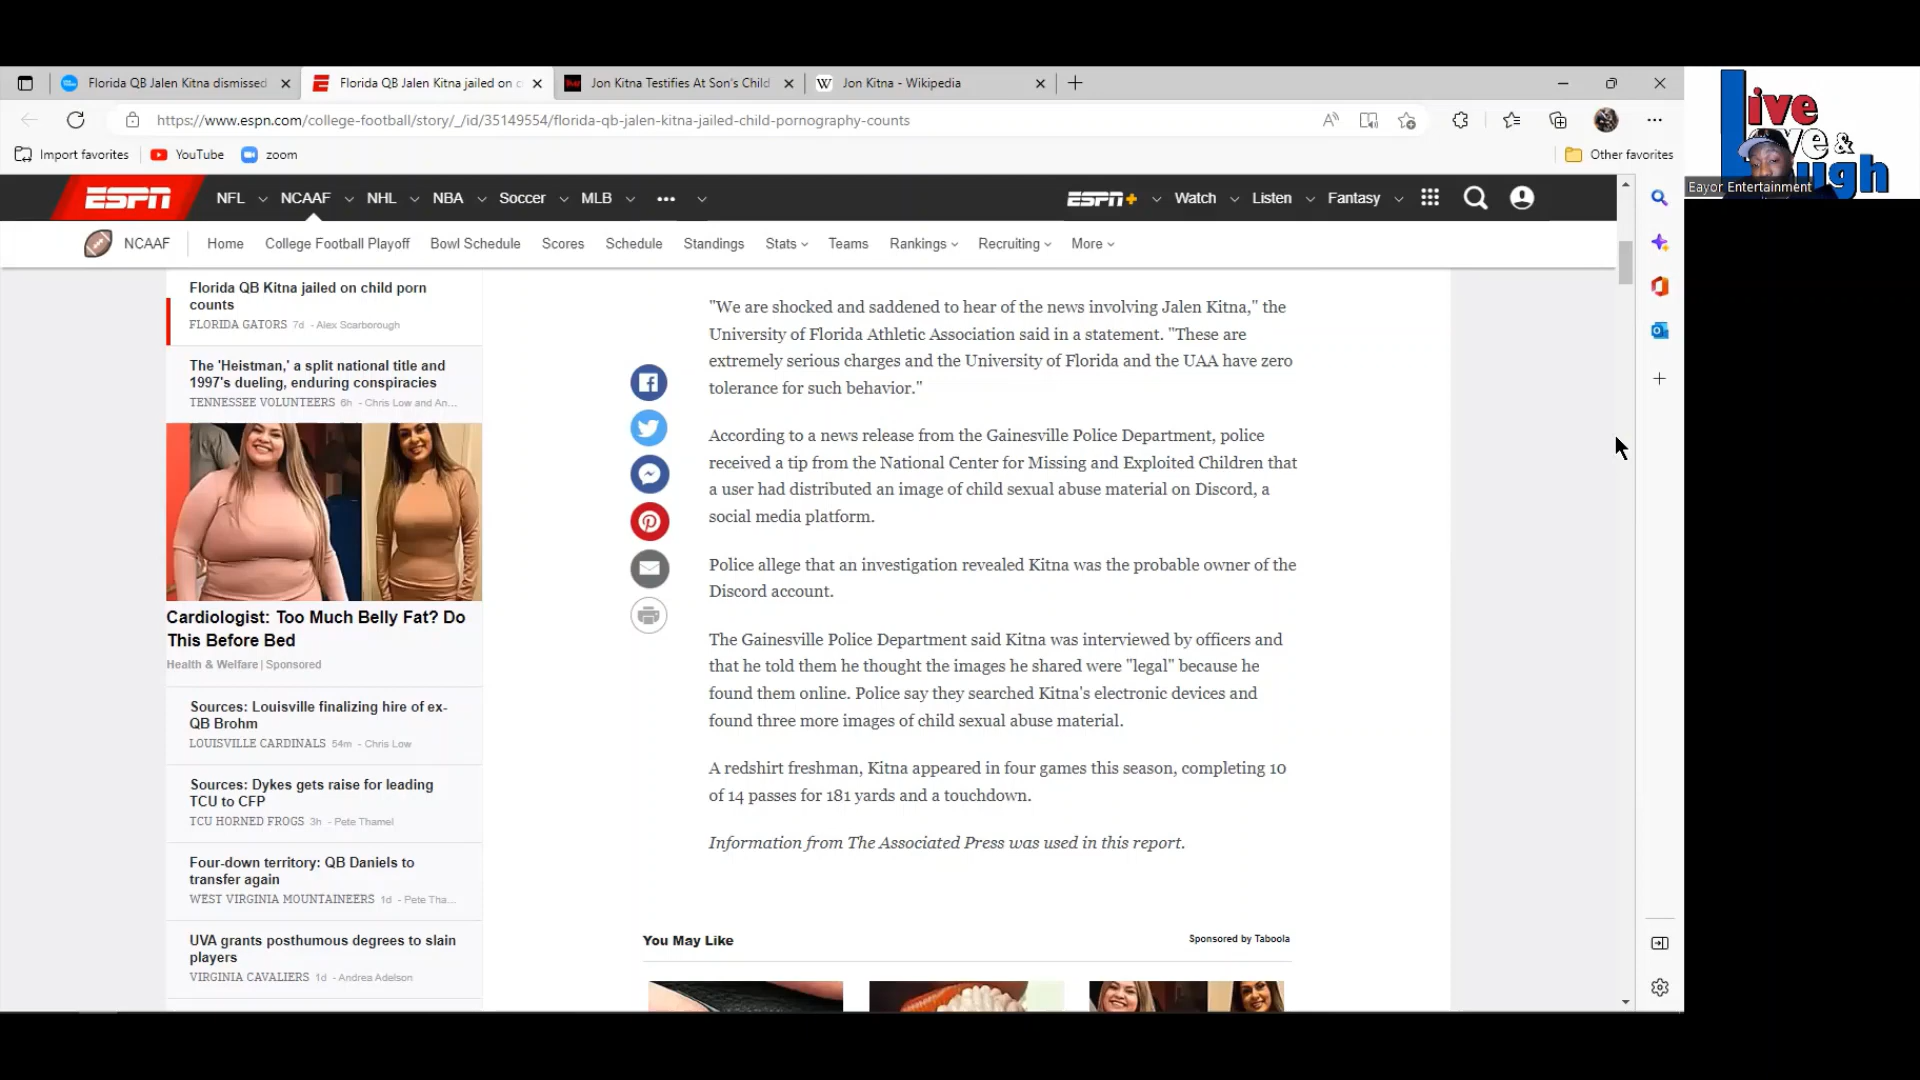 Florida QB Jalen Kitna dismissed
Florida QB Jalen Kitna jailed on c
Jon Kitna Testifies At Son's Child
Jon Kitna - Wikipedia
https://www.espn.com/college-football/story/_/id/35149554/florida-qb-jalen-kitna-jailed-child-pornography-counts
Import favorites
YouTube
zoom
Other favorites
Live
Love &
Laugh
Eayor Entertainment
ESPN
NFL
NCAAF
NHL
NBA
Soccer
MLB
ESPN+
Watch
Listen
Fantasy
NCAAF
Home
College Football Playoff
Bowl Schedule
Scores
Schedule
Standings
Stats
Teams
Rankings
Recruiting
More
Florida QB Kitna jailed on child porn
counts
FLORIDA GATORS 7d - Alex Scarborough
The 'Heistman,' a split national title and
1997's dueling, enduring conspiracies
TENNESSEE VOLUNTEERS 6h - Chris Low and An...
Cardiologist: Too Much Belly Fat? Do
This Before Bed
Health & Welfare | Sponsored
Sources: Louisville finalizing hire of ex-
QB Brohm
LOUISVILLE CARDINALS 54m - Chris Low
Sources: Dykes gets raise for leading
TCU to CFP
TCU HORNED FROGS 3h - Pete Thamel
Four-down territory: QB Daniels to
transfer again
WEST VIRGINIA MOUNTAINEERS 1d - Pete Tha...
UVA grants posthumous degrees to slain
players
VIRGINIA CAVALIERS 1d - Andrea Adelson
"We are shocked and saddened to hear of the news involving Jalen Kitna," the
University of Florida Athletic Association said in a statement. "These are
extremely serious charges and the University of Florida and the UAA have zero
tolerance for such behavior."
According to a news release from the Gainesville Police Department, police
received a tip from the National Center for Missing and Exploited Children that
a user had distributed an image of child sexual abuse material on Discord, a
social media platform.
Police allege that an investigation revealed Kitna was the probable owner of the
Discord account.
The Gainesville Police Department said Kitna was interviewed by officers and
that he told them he thought the images he shared were "legal" because he
found them online. Police say they searched Kitna's electronic devices and
found three more images of child sexual abuse material.
A redshirt freshman, Kitna appeared in four games this season, completing 10
of 14 passes for 181 yards and a touchdown.
Information from The Associated Press was used in this report.
You May Like
Sponsored by Taboola